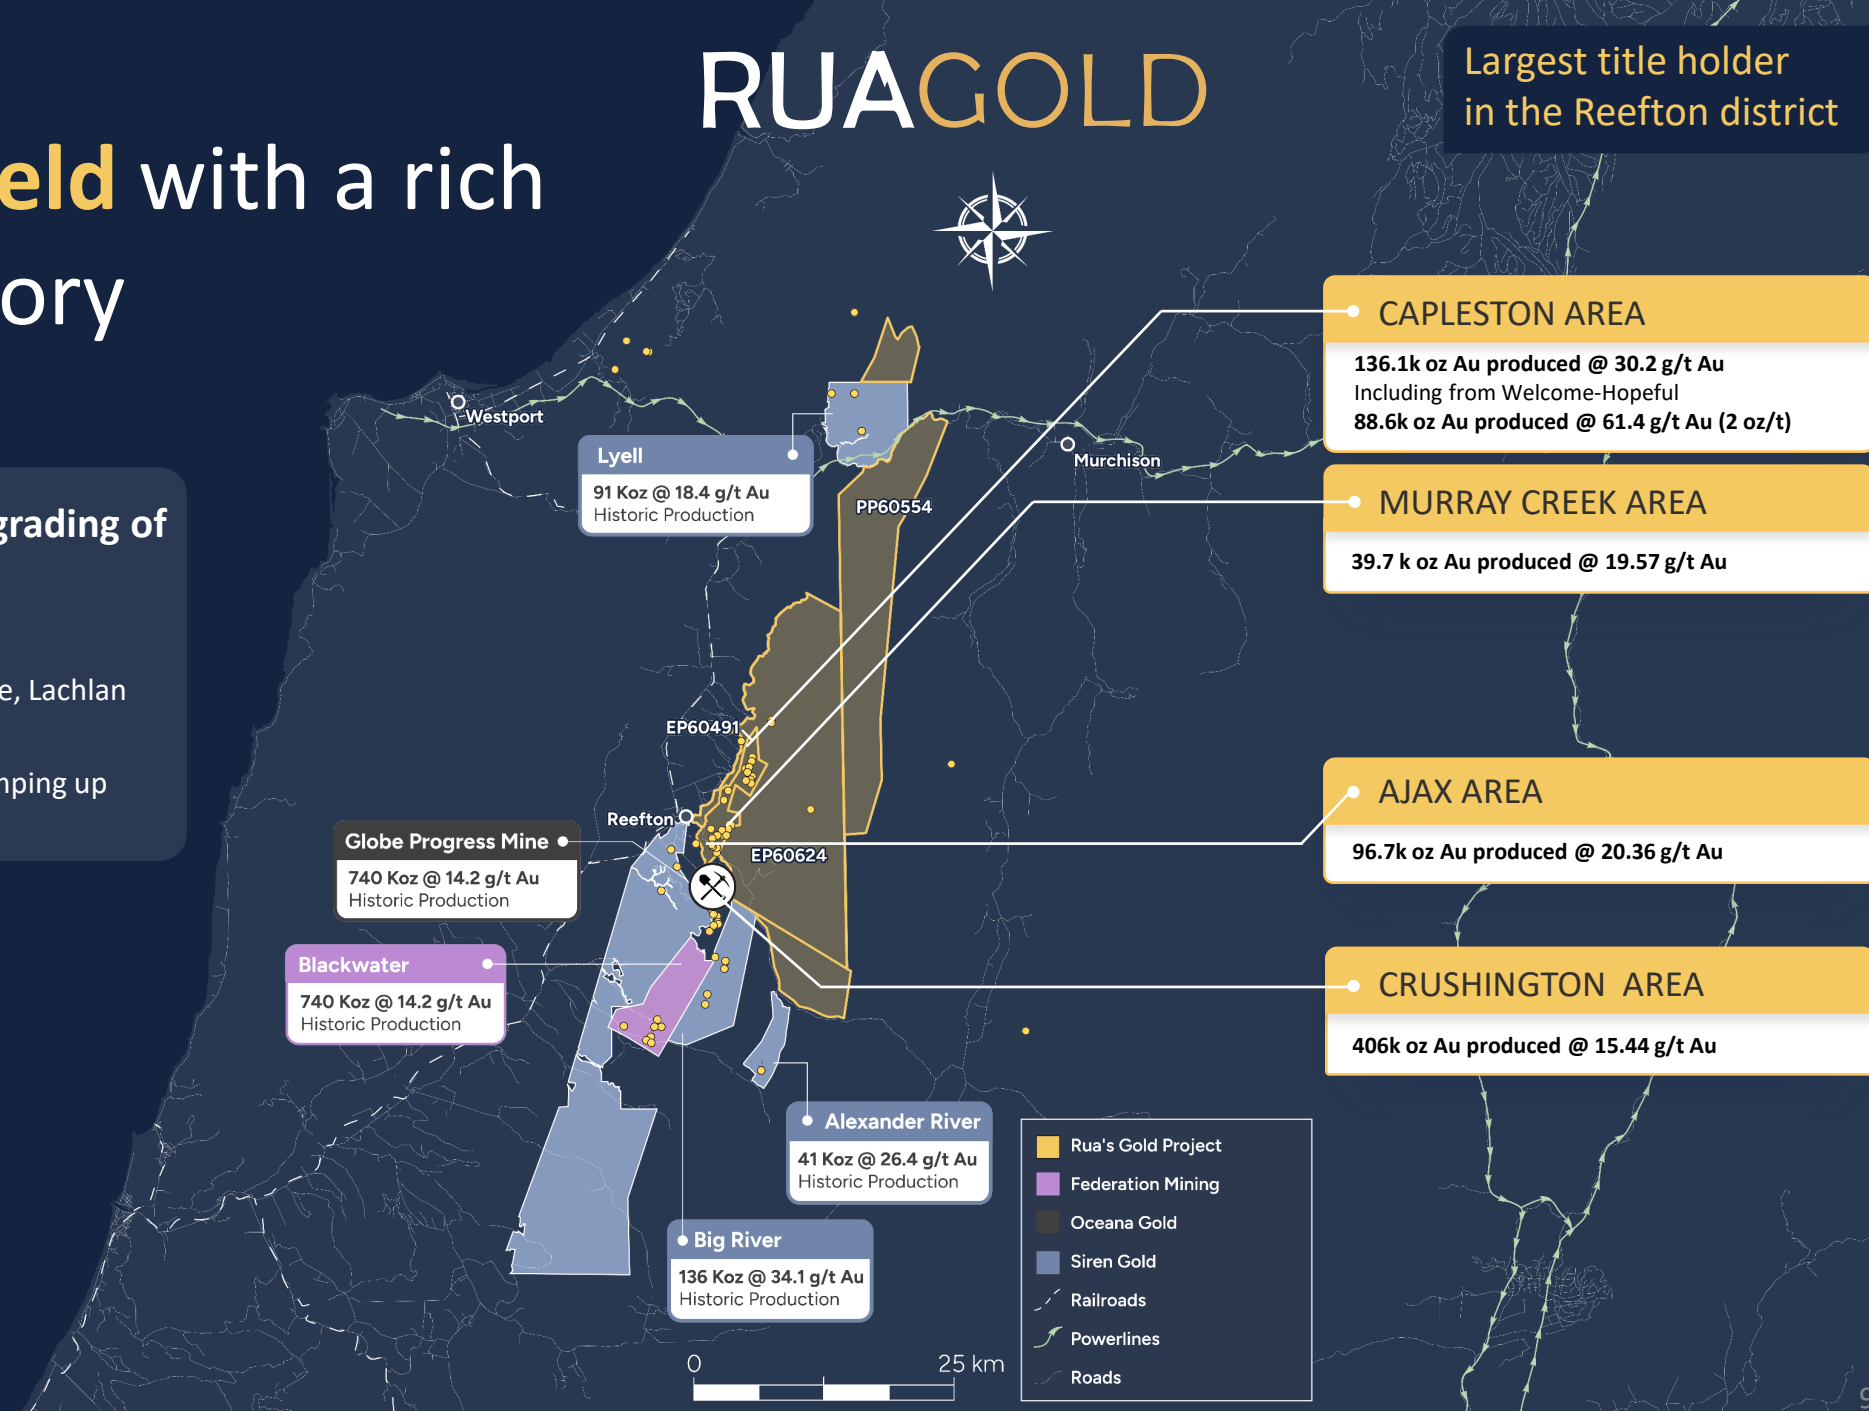 RUAGOLD
Largest title holder
in the Reefton district
eld with a rich
ory
grading of
e, Lachlan
nping up
Westport
Murchison
Reefton
PP60554
EP60491
EP60624
Lyell
91 Koz @ 18.4 g/t Au
Historic Production
Globe Progress Mine
740 Koz @ 14.2 g/t Au
Historic Production
Blackwater
740 Koz @ 14.2 g/t Au
Historic Production
Alexander River
41 Koz @ 26.4 g/t Au
Historic Production
Big River
136 Koz @ 34.1 g/t Au
Historic Production
CAPLESTON AREA
136.1k oz Au produced @ 30.2 g/t Au
Including from Welcome-Hopeful
88.6k oz Au produced @ 61.4 g/t Au (2 oz/t)
MURRAY CREEK AREA
39.7 k oz Au produced @ 19.57 g/t Au
AJAX AREA
96.7k oz Au produced @ 20.36 g/t Au
CRUSHINGTON AREA
406k oz Au produced @ 15.44 g/t Au
Rua's Gold Project
Federation Mining
Oceana Gold
Siren Gold
Railroads
Powerlines
Roads
0 25 km